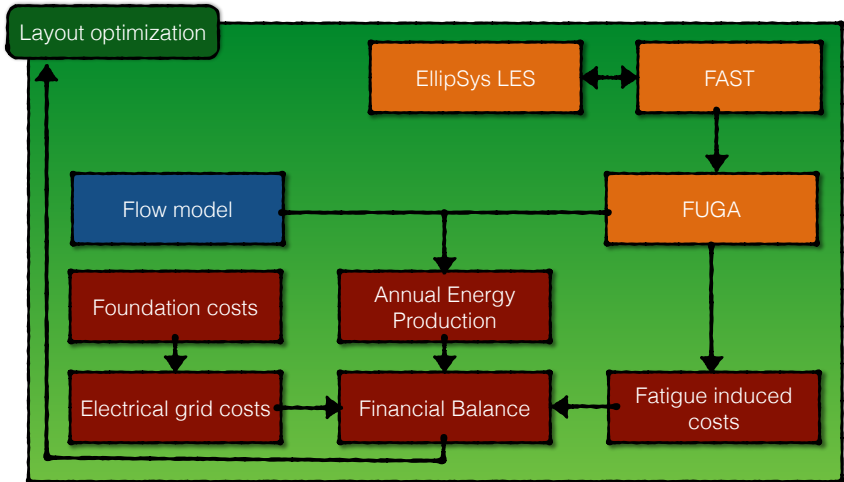 Layout optimization
EllipSys LES
FAST
Flow model
FUGA
Foundation costs
Annual Energy
Production
Electrical grid costs
Financial Balance
Fatigue induced
costs